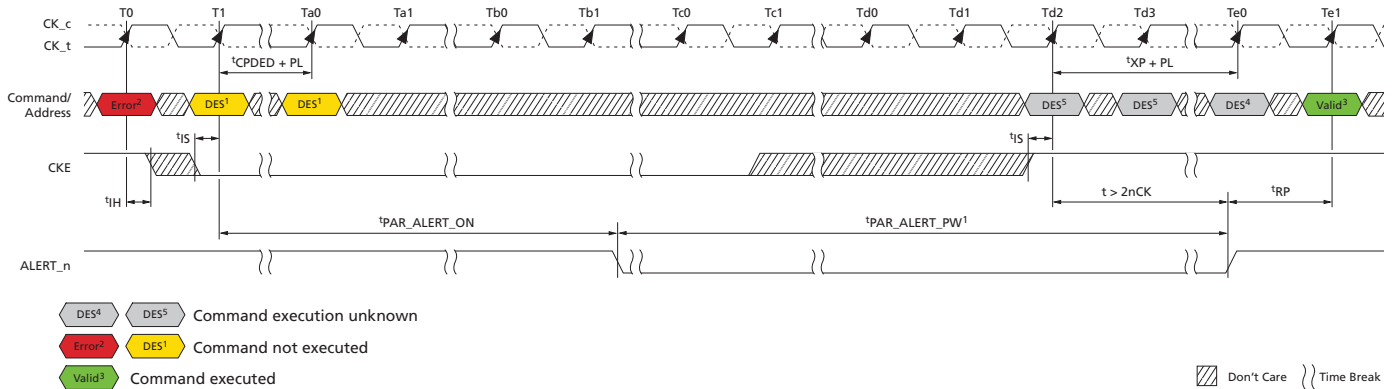 T0 T1 Ta0 Ta1 Tb0 Tb1 Tc0 Tc1 Td0 Td1 Td2 Td3 Te0 Te1
CK_c
CK_t
tCPDED + PL tXP + PL
Command/
Address
Error2 DES1 DES1 DES5 DES5 DES4 Valid3
tIS tIS
CKE
tIH t > 2nCK tRP
tPAR_ALERT_ON tPAR_ALERT_PW1
ALERT_n
DES4 DES5 Command execution unknown
Error2 DES1 Command not executed
Valid3 Command executed
Don't Care Time Break